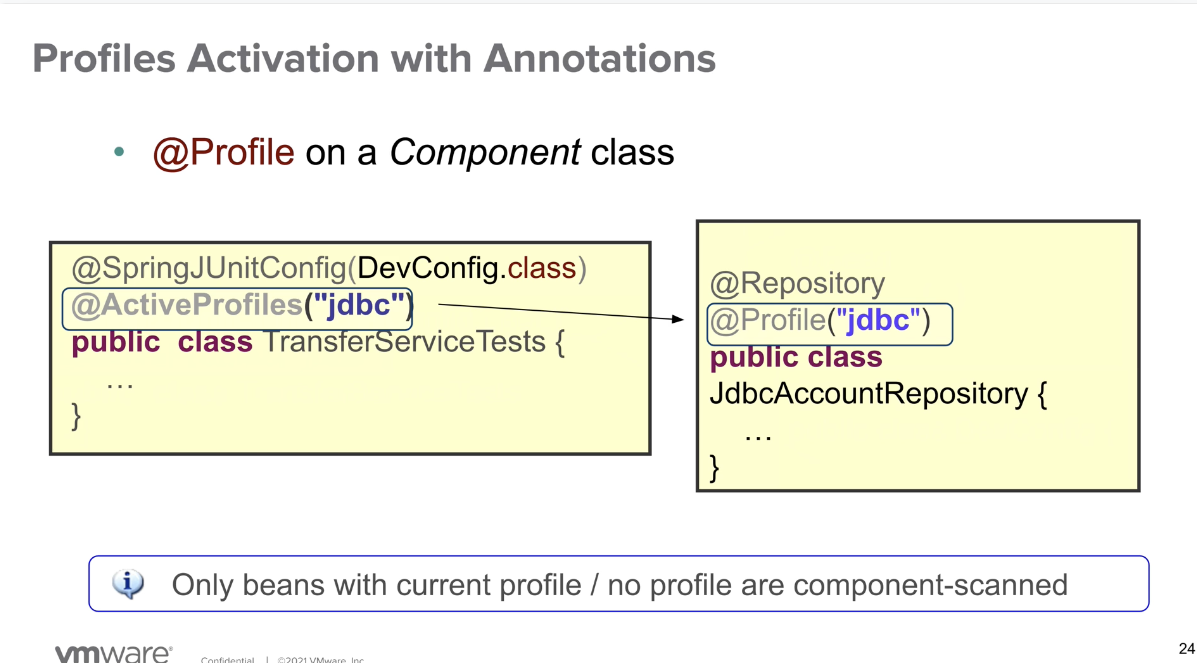 Profiles Activation with Annotations
• @Profile on a Component class
@SpringJUnitConfig(DevConfig.class)
@ActiveProfiles("jdbc")
public class TransferServiceTests {
...
}
@Repository
@Profile("jdbc")
public class
JdbcAccountRepository {
...
}
Only beans with current profile / no profile are component-scanned
vmware®
Confidential | ©2021 VMware, Inc.
24